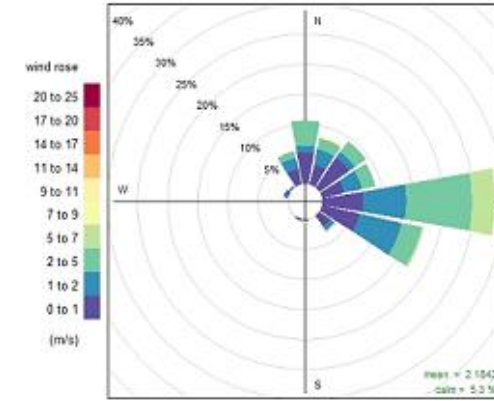 40%
35%
30%
25%
20%
15%
10%
5%
N
W
S
wind rose
20 to 25
17 to 20
14 to 17
11 to 14
9 to 11
7 to 9
5 to 7
2 to 5
1 to 2
0 to 1
(m/s)
mean = 2.1842
calm = 5.3 %